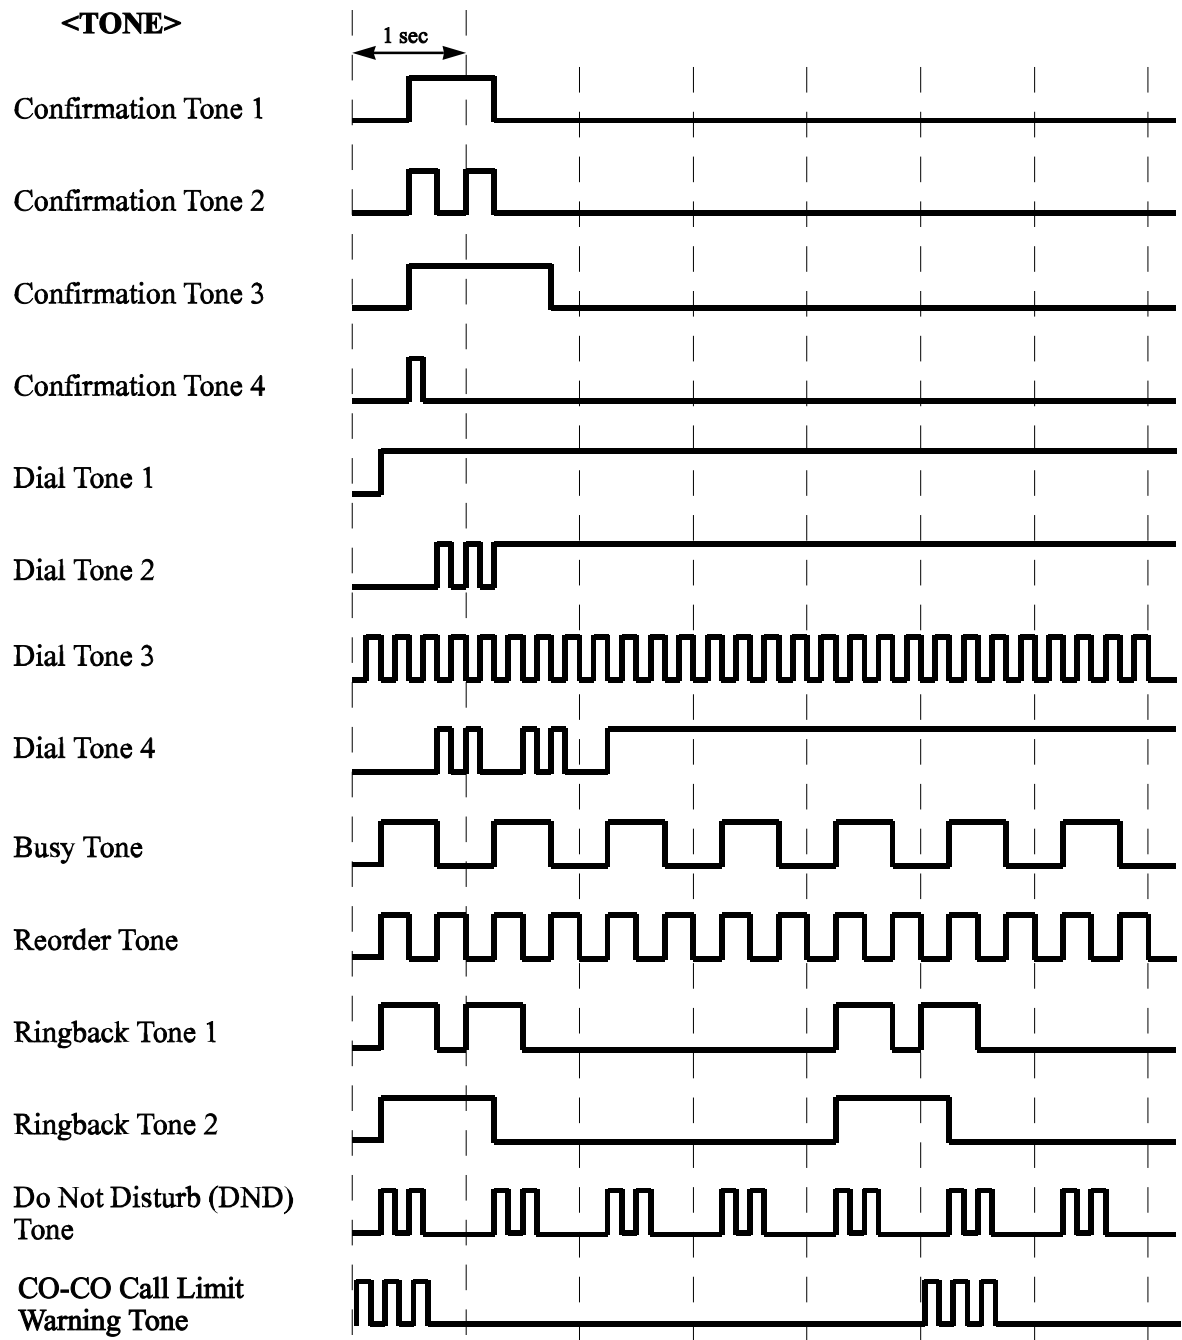 <TONE>
1 sec
Confirmation Tone 1
Confirmation Tone 2
Confirmation Tone 3
Confirmation Tone 4
Dial Tone 1
Dial Tone 2
Dial Tone 3
Dial Tone 4
Busy Tone
Reorder Tone
Ringback Tone 1
Ringback Tone 2
Do Not Disturb (DND)
Tone
CO-CO Call Limit
Warning Tone